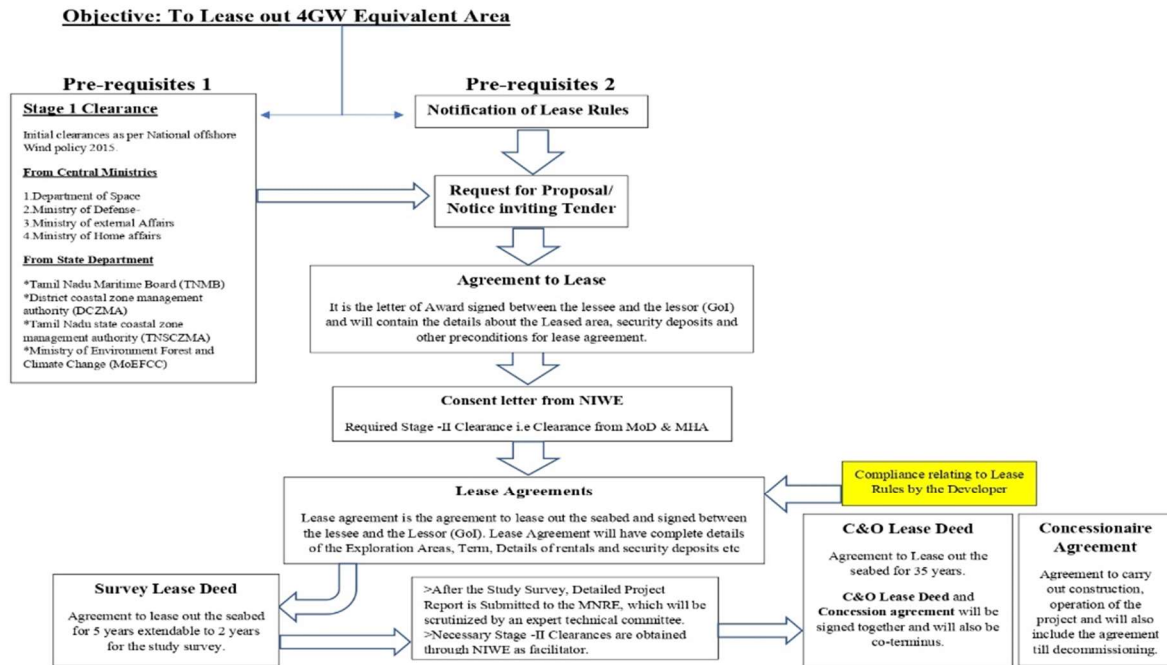 Objective: To Lease out 4GW Equivalent Area
Pre-requisites 1
Stage 1 Clearance
Initial clearances as per National offshore
Wind policy 2015.
From Central Ministries
1.Department of Space
2.Ministry of Defense-
3.Ministry of external Affairs
4.Ministry of Home affairs
From State Department
*Tamil Nadu Maritime Board (TNMB)
*District coastal zone management
authority (DCZMA)
*Tamil Nadu state coastal zone
management authority (TNSCZMA)
*Ministry of Environment Forest and
Climate Change (MoEFCC)
Pre-requisites 2
Notification of Lease Rules
Request for Proposal/
Notice inviting Tender
Agreement to Lease
It is the letter of Award signed between the lessee and the lessor (GoI)
and will contain the details about the Leased area, security deposits and
other preconditions for lease agreement.
Consent letter from NIWE
Required Stage -II Clearance i.e Clearance from MoD & MHA
Compliance relating to Lease
Rules by the Developer
Lease Agreements
Lease agreement is the agreement to lease out the seabed and signed between
the lessee and the Lessor (GoI). Lease Agreement will have complete details
of the Exploration Areas, Term, Details of rentals and security deposits etc
Survey Lease Deed
Agreement to lease out the seabed
for 5 years extendable to 2 years
for the study survey.
>After the Study Survey, Detailed Project
Report is Submitted to the MNRE, which will be
scrutinized by an expert technical committee.
>Necessary Stage -II Clearances are obtained
through NIWE as facilitator.
C&O Lease Deed
Agreement to Lease out the
seabed for 35 years.
C&O Lease Deed and
Concession agreement will be
signed together and will also be
co-terminus.
Concessionaire
Agreement
Agreement to carry
out construction,
operation of the
project and will also
include the agreement
till decommissioning.